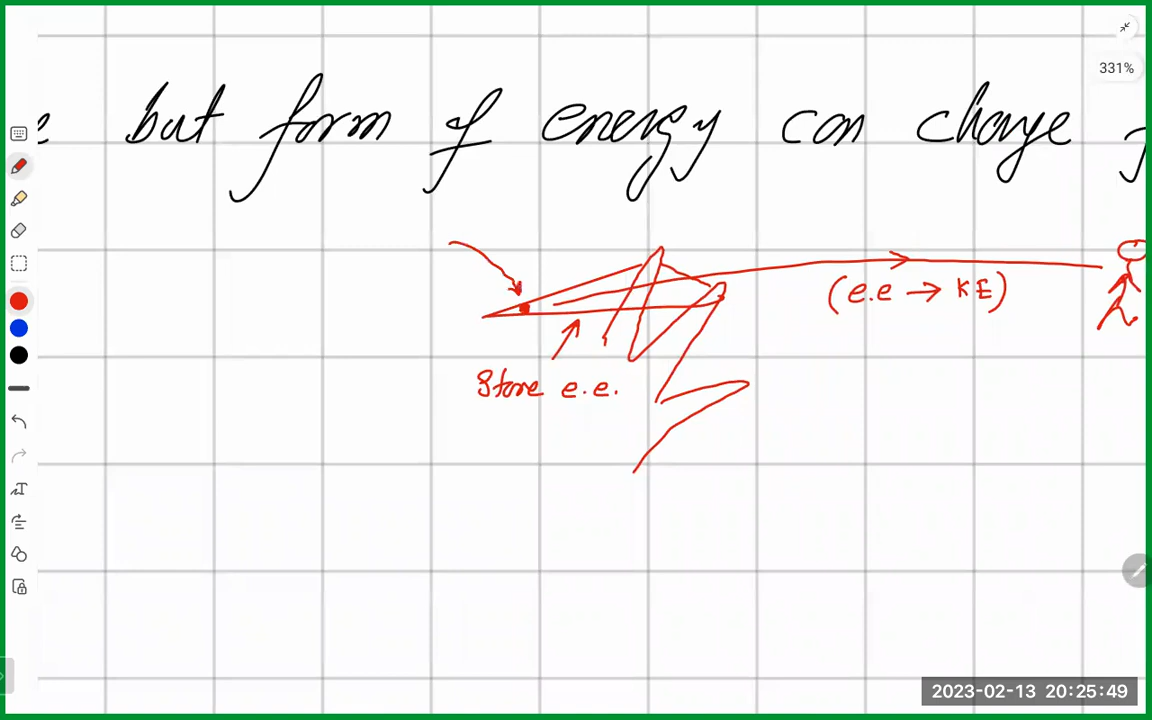 331%
but form of energy can change
(e.e → KE)
Store e.e.
2023-02-13 20:25:49